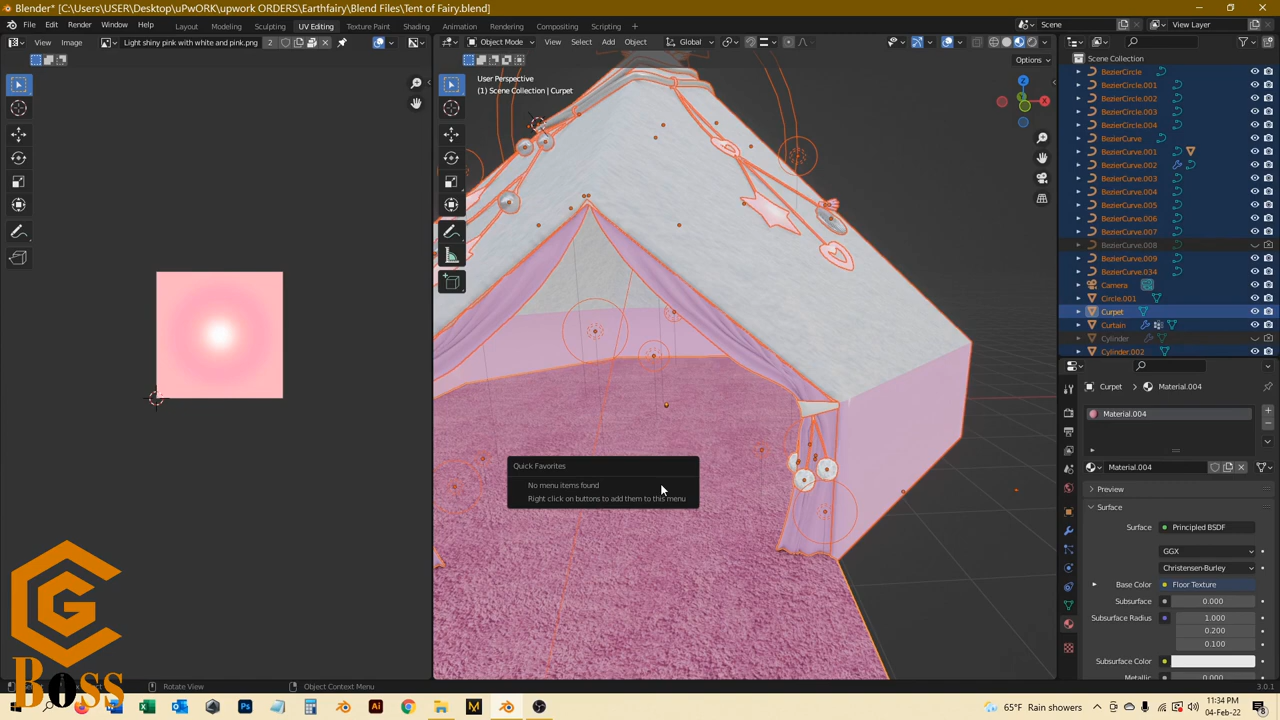 Blender* [C:\Users\USER\Desktop\uPwORK\upwork ORDERS\Earthfairy\Blend Files\Tent of Fairy.blend]
File Edit Render Window Help Layout Modeling Sculpting UV Editing Texture Paint Shading Animation Rendering Compositing Scripting Scene View Layer
View Image Light shiny pink with white and pink.png 2 Object Mode View Select Add Object Global
Options
User Perspective
(1) Scene Collection | Curpet
Scene Collection
BezierCircle
BezierCircle.001
BezierCircle.002
BezierCircle.003
BezierCircle.004
BezierCurve
BezierCurve.001
BezierCurve.002
BezierCurve.003
BezierCurve.004
BezierCurve.005
BezierCurve.006
BezierCurve.007
BezierCurve.008
BezierCurve.009
BezierCurve.034
Camera
Circle.001
Curpet
Curtain
Cylinder
Cylinder.002
X
Y
Z
Quick Favorites
No menu items found
Right click on buttons to add them to this menu
Curpet Material.004
Material.004
Material.004
Preview
Surface
Surface Principled BSDF
GGX
Christensen-Burley
Base Color Floor Texture
Subsurface 0.000
Subsurface Radius 1.000
0.200
0.100
Subsurface Color
Metallic 0.000
CG
Boss
Rotate View Object Context Menu 3.0.1
65°F Rain showers 11:34 PM
04-Feb-22